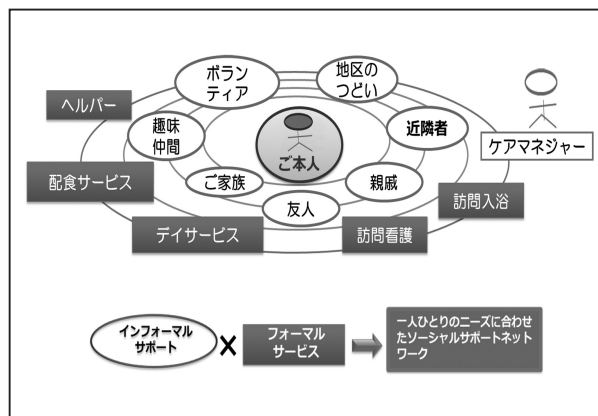 ボラン
ティア
地区の
つどい
ヘルパー
趣味
仲間
近隣者
ケアマネジャー
ご本人
配食サービス
ご家族
親戚
訪問入浴
友人
デイサービス
訪問看護
インフォーマル
サポート
×
フォーマル
サービス
一人ひとりのニーズに合わせ
たソーシャルサポートネット
ワーク